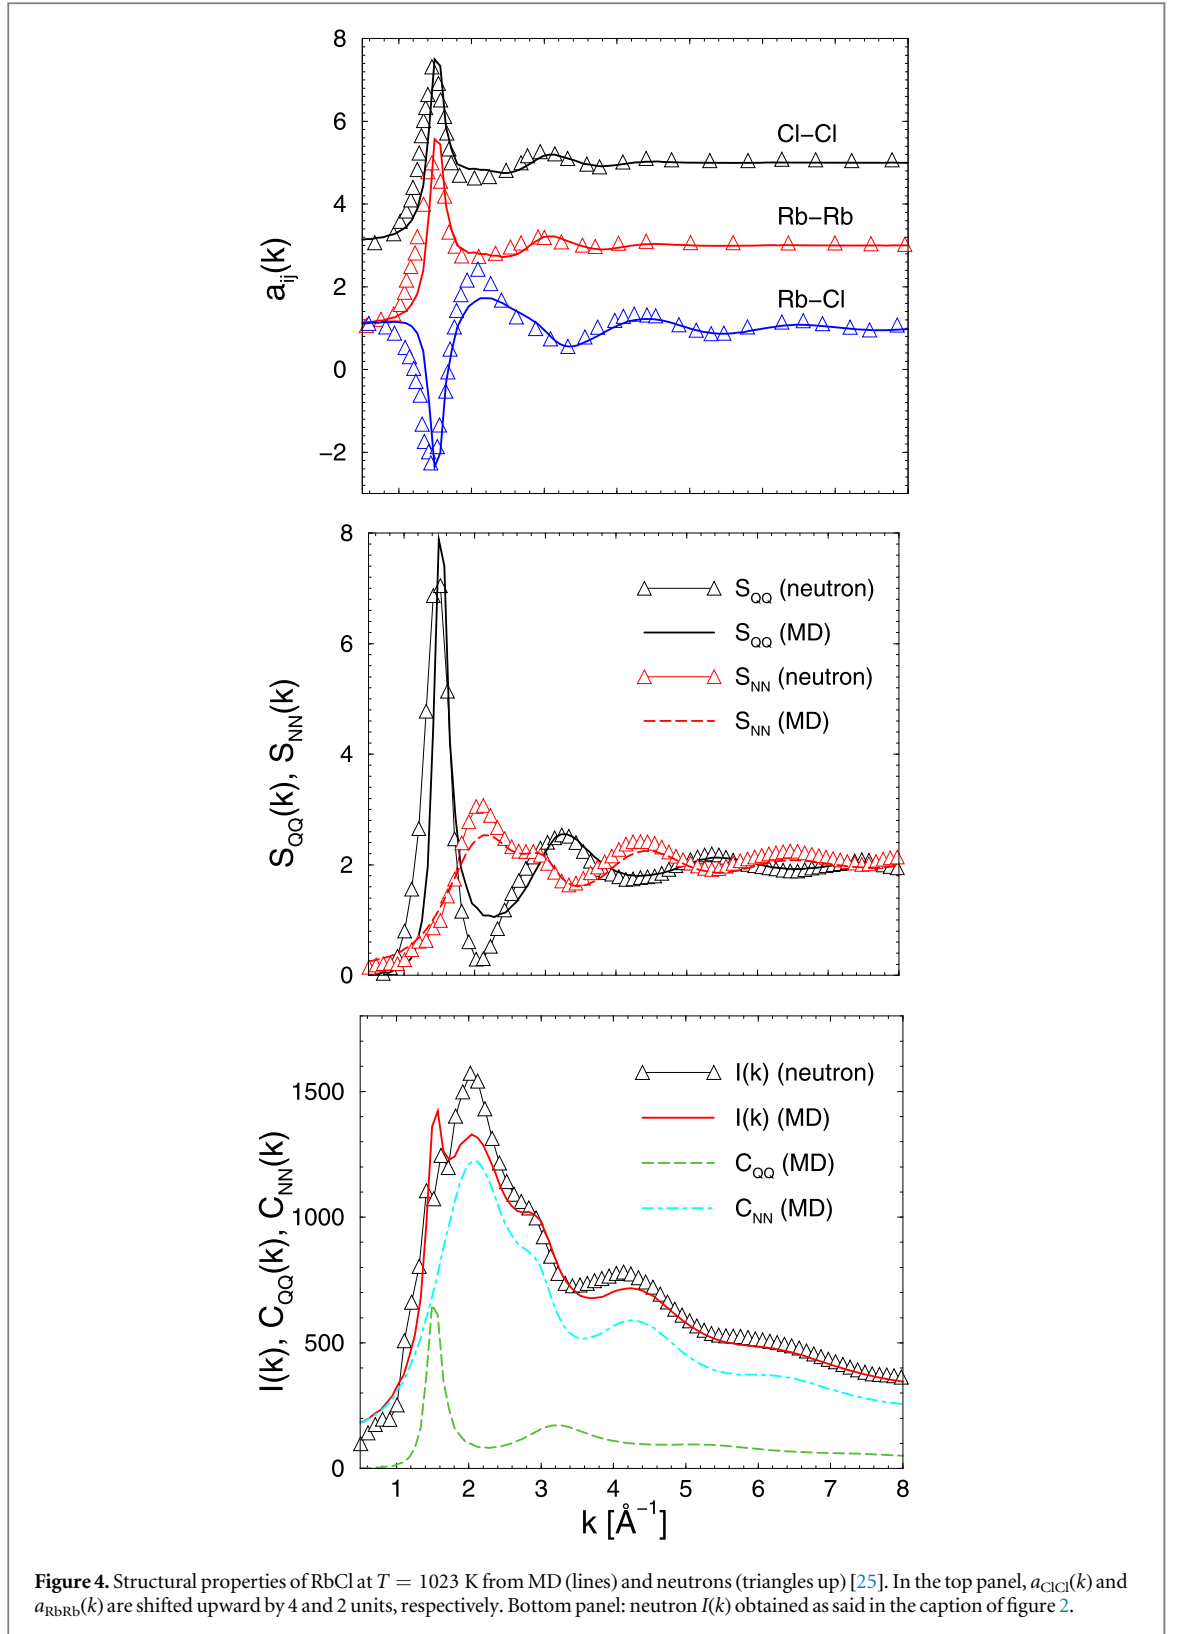 8
6
4
2
0
−2
a_ij(k)
Cl−Cl
Rb−Rb
Rb−Cl
8
6
4
2
0
S_QQ(k), S_NN(k)
S_QQ (neutron)
S_QQ (MD)
S_NN (neutron)
S_NN (MD)
1500
1000
500
0
I(k), C_QQ(k), C_NN(k)
I(k) (neutron)
I(k) (MD)
C_QQ (MD)
C_NN (MD)
1 2 3 4 5 6 7 8
k [Å⁻¹]
Figure 4. Structural properties of RbCl at T = 1023 K from MD (lines) and neutrons (triangles up) [25]. In the top panel, a_ClCl(k) and
a_RbRb(k) are shifted upward by 4 and 2 units, respectively. Bottom panel: neutron I(k) obtained as said in the caption of figure 2.